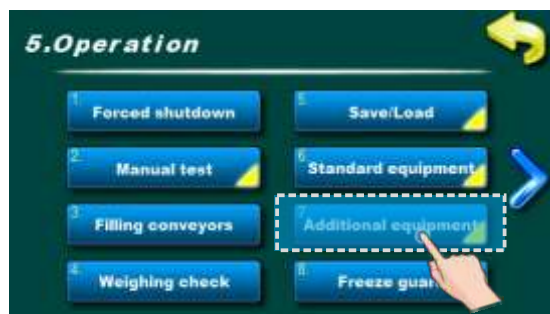 5.Operation
1 Forced shutdown
2. Manual test
3 Filling conveyors
4. Weighing check
5. Save/Load
6 Standard equipment
7 Additional equipment
8. Freeze guar